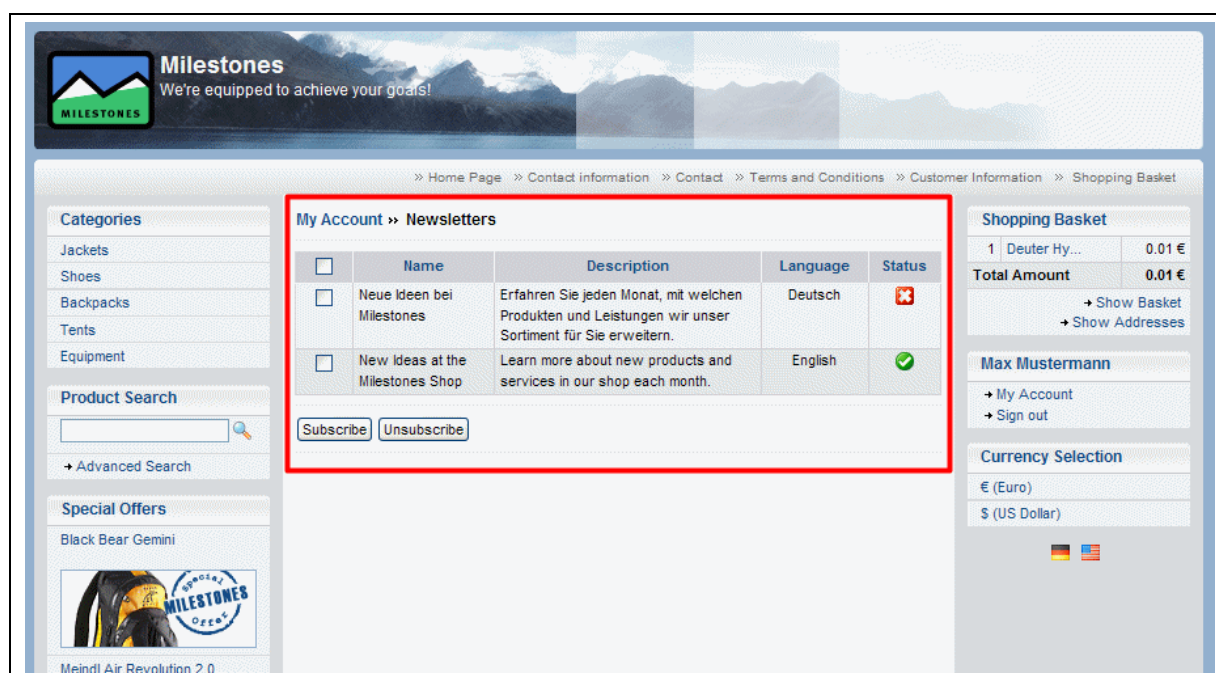 Milestones
We're equipped to achieve your goals!
MILESTONES
» Home Page » Contact information » Contact » Terms and Conditions » Customer Information » Shopping Basket
Categories
Jackets
Shoes
Backpacks
Tents
Equipment
Product Search
Advanced Search
Special Offers
Black Bear Gemini
Special
MILESTONES
Offer
Meindl Air Revolution 2.0
My Account » Newsletters
Name Description Language Status
Neue Ideen bei Milestones Erfahren Sie jeden Monat, mit welchen Produkten und Leistungen wir unser Sortiment für Sie erweitern. Deutsch
New Ideas at the Milestones Shop Learn more about new products and services in our shop each month. English
Subscribe Unsubscribe
Shopping Basket
1 Deuter Hy... 0.01 €
Total Amount 0.01 €
Show Basket
Show Addresses
Max Mustermann
My Account
Sign out
Currency Selection
€ (Euro)
$ (US Dollar)